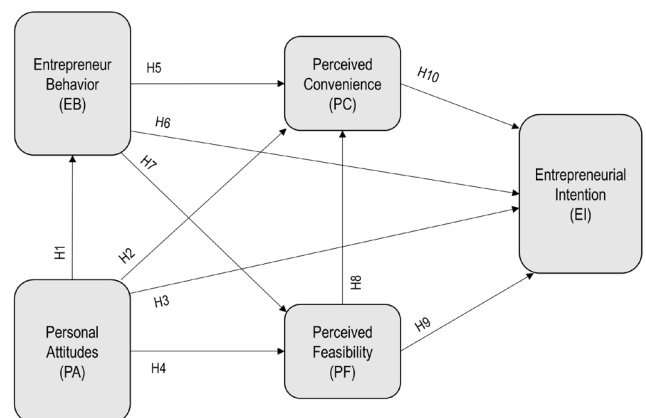 Entrepreneur
Behavior
(EB)
H5
Perceived
Convenience
(PC)
H10
H6
H7
Entrepreneurial
Intention
(EI)
H1
H2
H3
H8
H9
Personal
Attitudes
(PA)
H4
Perceived
Feasibility
(PF)